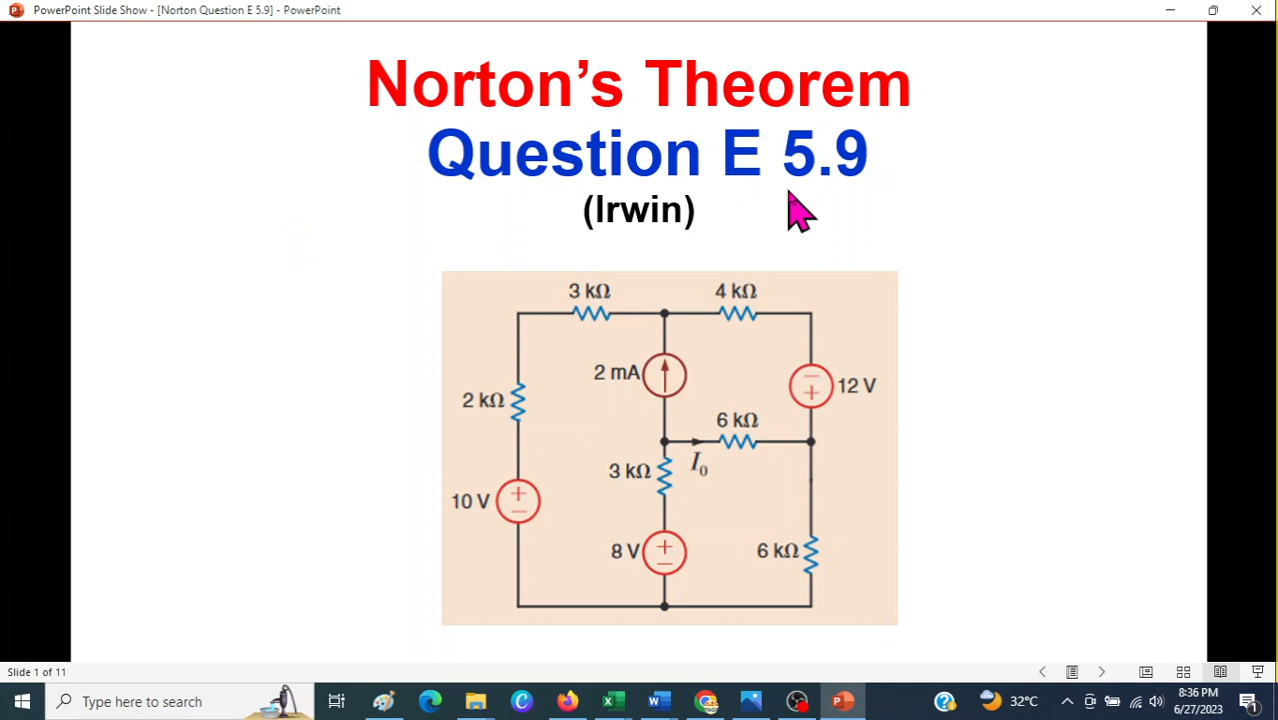 PowerPoint Slide Show - [Norton Question E 5.9] - PowerPoint
Norton's Theorem
Question E 5.9
(Irwin)
3 kΩ
4 kΩ
2 mA
12 V
2 kΩ
6 kΩ
3 kΩ
I₀
10 V
8 V
6 kΩ
Slide 1 of 11
Type here to search
32°C
8:36 PM
6/27/2023